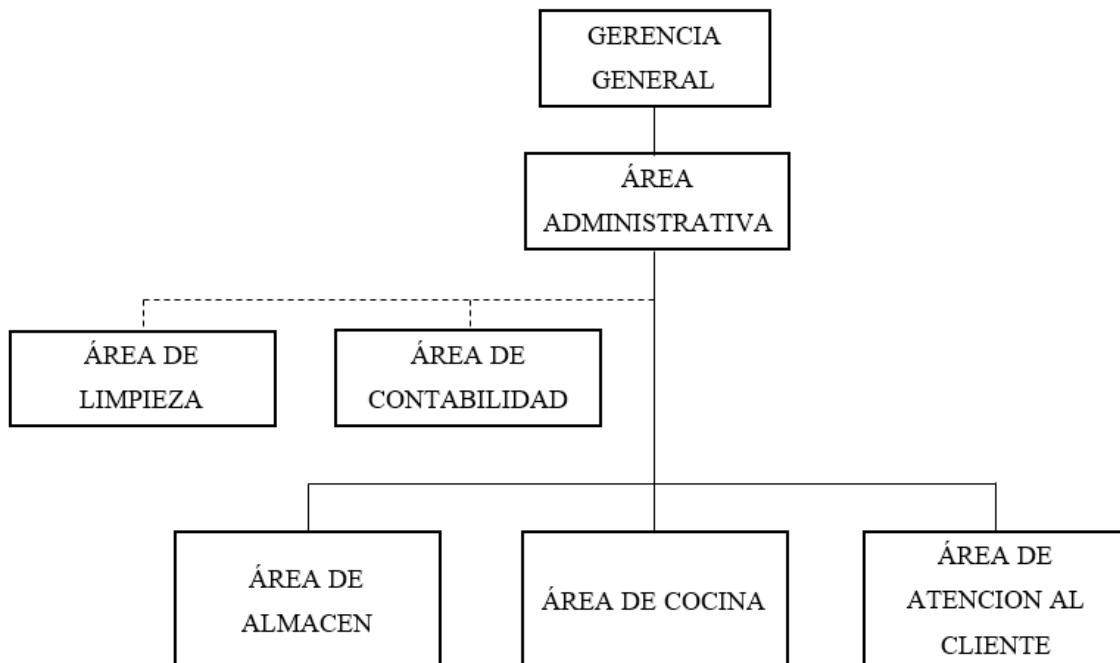 GERENCIA
GENERAL
ÁREA
ADMINISTRATIVA
ÁREA DE
LIMPIEZA
ÁREA DE
CONTABILIDAD
ÁREA DE
ALMACEN
ÁREA DE COCINA
ÁREA DE
ATENCION AL
CLIENTE